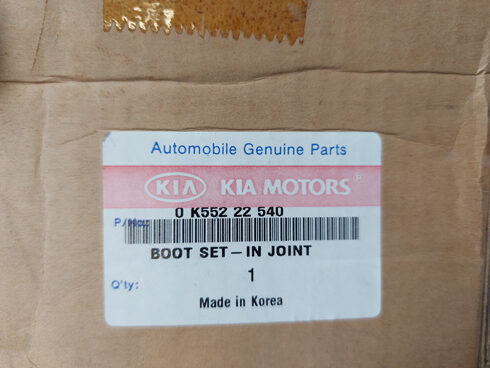 Automobile Genuine Parts
KIA KIA MOTORS®
P/No.: 0 K552 22 540
BOOT SET-IN JOINT
Q'ty: 1
Made in Korea